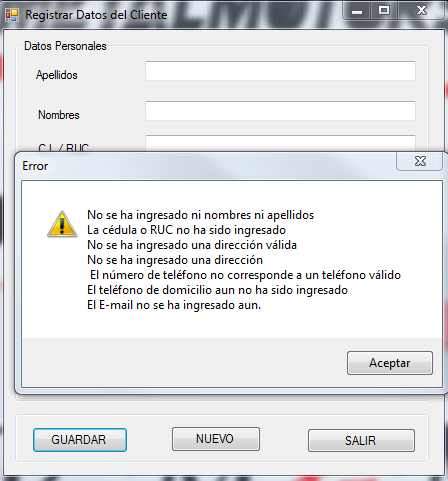 Registrar Datos del Cliente
Datos Personales
Apellidos
Nombres
C.I. / RUC
Error
No se ha ingresado ni nombres ni apellidos
La cédula o RUC no ha sido ingresado
No se ha ingresado una dirección válida
No se ha ingresado una dirección
El número de teléfono no corresponde a un teléfono válido
El teléfono de domicilio aun no ha sido ingresado
El E-mail no se ha ingresado aun.
Aceptar
GUARDAR
NUEVO
SALIR